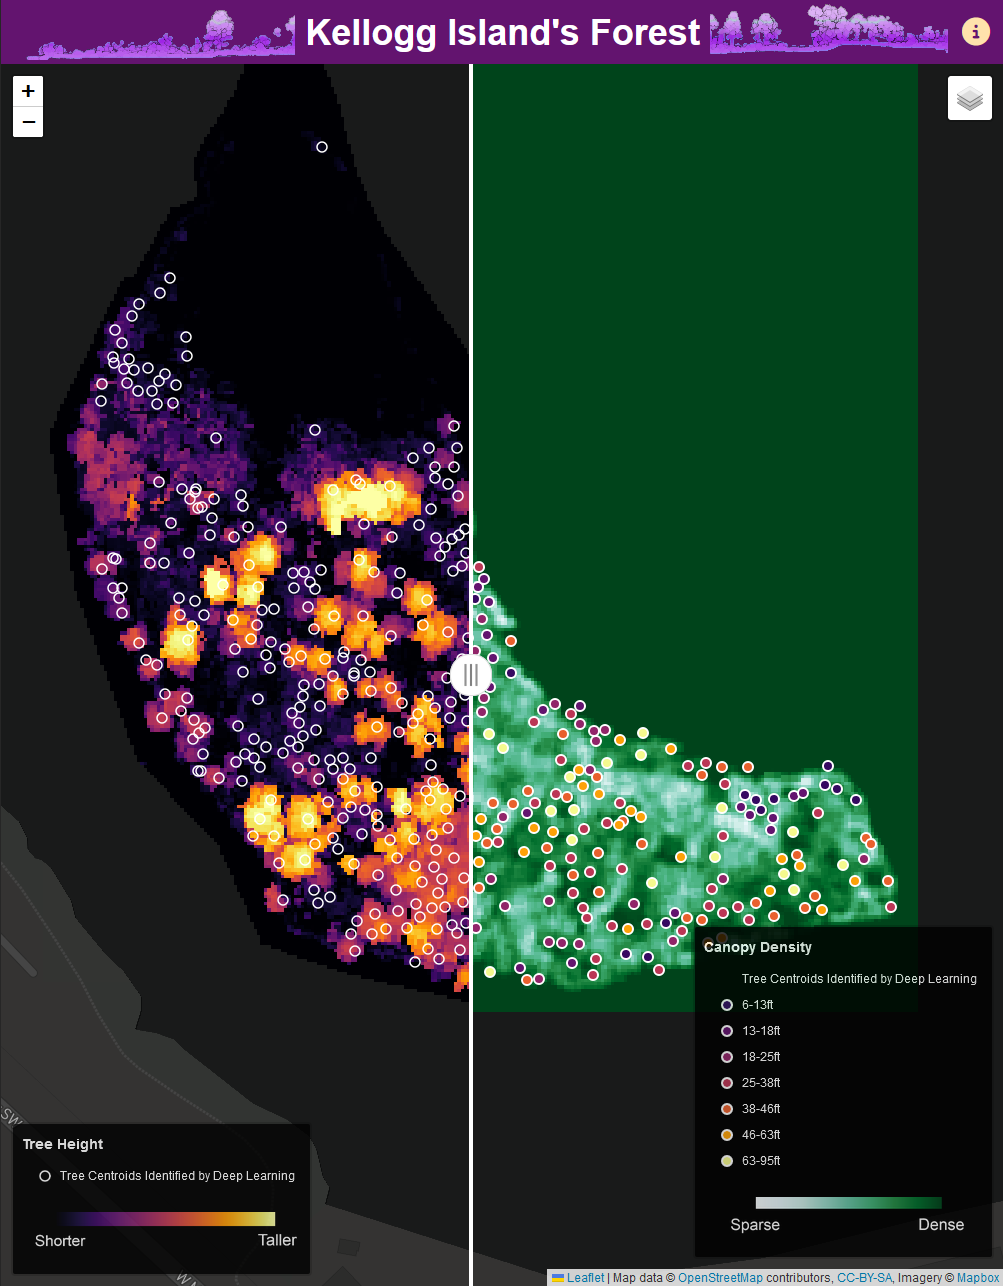 Kellogg Island's Forest
i
+
−
SW
Canopy Density
Tree Centroids Identified by Deep Learning
6-13ft
13-18ft
18-25ft
25-38ft
38-46ft
46-63ft
63-95ft
Sparse
Dense
Tree Height
Tree Centroids Identified by Deep Learning
Shorter
Taller
Leaflet | Map data © OpenStreetMap contributors, CC-BY-SA, Imagery © Mapbox